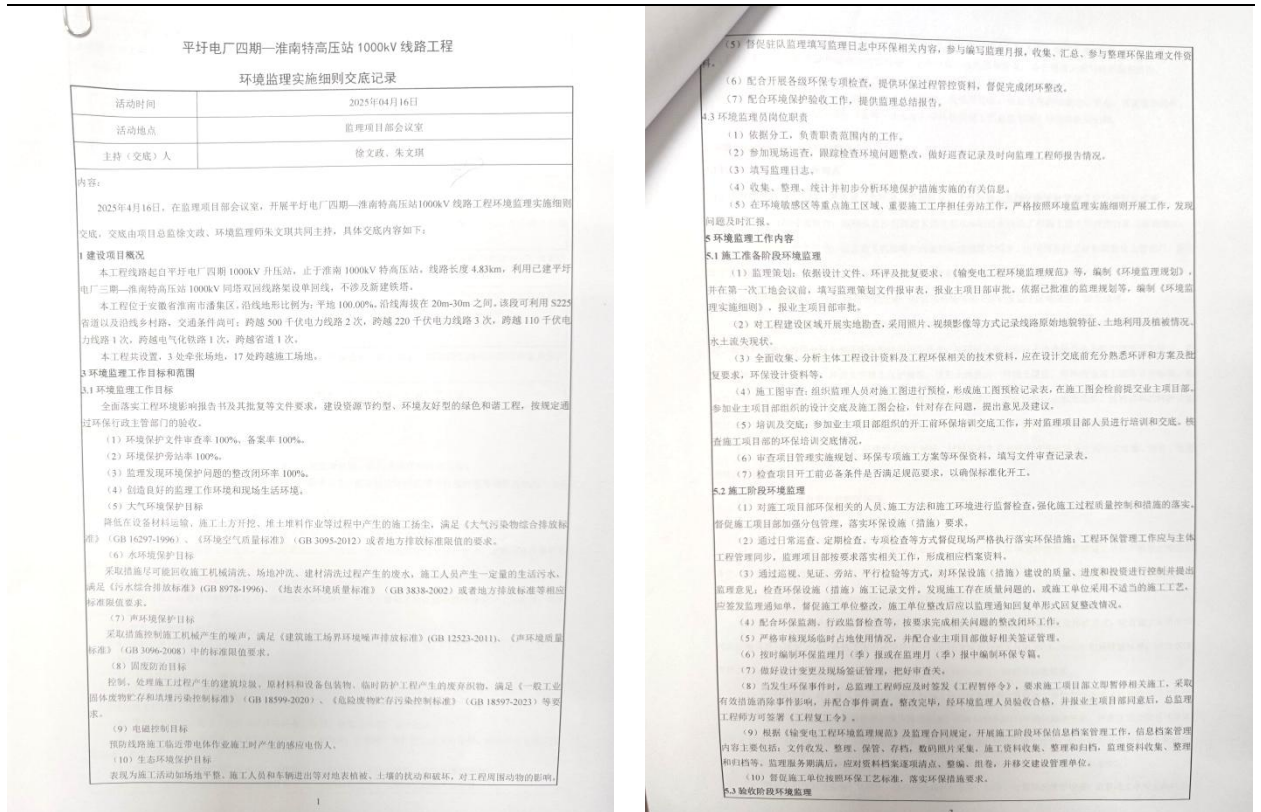 平圩电厂四期—淮南特高压站 1000kV 线路工程
环境监理实施细则交底记录
活动时间 2025年04月16日
活动地点 监理项目部会议室
主持（交底）人 徐文政、朱文琪
内容：
2025年4月16日，在监理项目部会议室，开展平圩电厂四期—淮南特高压站1000kV 线路工程环境监理实施细则
交底。交底由项目总监徐文政、环境监理师朱文琪共同主持，具体交底内容如下：
1 建设项目概况
本工程线路起自平圩电厂四期 1000kV 升压站，止于淮南 1000kV 特高压站，线路长度 4.83km，利用已建平圩
电厂三期—淮南特高压站 1000kV 同塔双回线路架设单回线，不涉及新建铁塔。
本工程位于安徽省淮南市潘集区，沿线地形比例为：平地 100.00%。沿线海拔在 20m-30m 之间。该段可利用 S225
省道以及沿线乡村路，交通条件尚可；跨越 500 千伏电力线路 2 次，跨越 220 千伏电力线路 3 次，跨越 110 千伏电
力线路 1 次，跨越电气化铁路 1 次，跨越省道 1 次。
本工程共设置，3 处牵张场地，17 处跨越施工场地。
3 环境监理工作目标和范围
3.1 环境监理工作目标
全面落实工程环境影响报告书及其批复等文件要求，建设资源节约型、环境友好型的绿色和谐工程，按规定通
过环保行政主管部门的验收。
（1）环境保护文件审查率 100%、备案率 100%。
（2）环境保护旁站率 100%。
（3）监理发现环境保护问题的整改闭环率 100%。
（4）创造良好的监理工作环境和现场生活环境。
（5）大气环境保护目标
降低在设备材料运输、施工土方开挖、堆土堆料作业等过程中产生的施工扬尘，满足《大气污染物综合排放标
准》（GB 16297-1996）、《环境空气质量标准》（GB 3095-2012）或者地方排放标准限值的要求。
（6）水环境保护目标
采取措施尽可能回收施工机械清洗、场地冲洗、建材清洗过程产生的废水，施工人员产生一定量的生活污水，
满足《污水综合排放标准》(GB 8978-1996)、《地表水环境质量标准》（GB 3838-2002）或者地方排放标准等相应
标准限值要求。
（7）声环境保护目标
采取措施控制施工机械产生的噪声，满足《建筑施工场界环境噪声排放标准》(GB 12523-2011)、《声环境质量
标准》（GB 3096-2008）中的标准限值要求。
（8）固废防治目标
控制、处理施工过程产生的建筑垃圾、原材料和设备包装物、临时防护工程产生的废弃织物，满足《一般工业
固体废物贮存和填埋污染控制标准》（GB 18599-2020）、《危险废物贮存污染控制标准》（GB 18597-2023）等要
求。
（9）电磁控制目标
预防线路施工临近带电体作业施工时产生的感应电伤人。
（10）生态环境保护目标
表现为施工活动如场地平整、施工人员和车辆进出等对地表植被、土壤的扰动和破坏，对工程周围动物的影响。
1
（5）督促驻队监理填写监理日志中环保相关内容，参与编写监理月报，收集、汇总、参与整理环保监理文件资
料。
（6）配合开展各级环保专项检查，提供环保过程管控资料，督促完成闭环整改。
（7）配合环境保护验收工作，提供监理总结报告。
4.3 环境监理员岗位职责
（1）依据分工，负责职责范围内的工作。
（2）参加现场巡查，跟踪检查环境问题整改，做好巡查记录及时向监理工程师报告情况。
（3）填写监理日志。
（4）收集、整理、统计并初步分析环境保护措施实施的有关信息。
（5）在环境敏感区等重点施工区域、重要施工工序担任旁站工作，严格按照环境监理实施细则开展工作，发现
问题及时汇报。
5 环境监理工作内容
5.1 施工准备阶段环境监理
（1）监理策划：依据设计文件、环评及批复要求、《输变电工程环境监理规范》等，编制《环境监理规划》，
并在第一次工地会议前，填写监理策划文件报审表，报业主项目部审批。依据已批准的监理规划等，编制《环境监
理实施细则》，报业主项目部审批。
（2）对工程建设区域开展实地勘查，采用照片、视频影像等方式记录线路原始地貌特征、土地利用及植被情况、
水土流失现状。
（3）全面收集、分析主体工程设计资料及工程环保相关的技术资料，应在设计交底前充分熟悉环评和方案及批
复要求、环保设计资料等。
（4）施工图审查：组织监理人员对施工图进行预检，形成施工图预检记录表，在施工图会检前提交业主项目部。
参加业主项目部组织的设计交底及施工图会检，针对存在问题，提出意见及建议。
（5）培训及交底：参加业主项目部组织的开工前环保培训交底工作，并对监理项目部人员进行培训和交底。核
查施工项目部的环保培训交底情况。
（6）审查项目管理实施规划、环保专项施工方案等环保资料，填写文件审查记录表。
（7）检查项目开工前必备条件是否满足规范要求，以确保标准化开工。
5.2 施工阶段环境监理
（1）对施工项目部环保相关的人员、施工方法和施工环境进行监督检查，强化施工过程质量控制和措施的落实，
督促施工项目部加强分包管理，落实环保设施（措施）要求。
（2）通过日常巡查、定期检查、专项检查等方式督促现场严格执行落实环保措施；工程环保管理工作应与主体
工程管理同步，监理项目部按要求落实相关工作，形成相应档案资料。
（3）通过巡视、见证、旁站、平行检验等方式，对环保设施（措施）建设的质量、进度和投资进行控制并提出
监理意见；检查环保设施（措施）施工记录文件，发现施工存在质量问题的，或施工单位采用不适当的施工工艺，
应签发监理通知单，督促施工单位整改，施工单位整改后应以监理通知回复单形式回复整改情况。
（4）配合环保监测、行政监督检查等，按要求完成相关问题的整改闭环工作。
（5）严格审核现场临时占地使用情况，并配合业主项目部做好相关签证管理。
（6）按时编制环保监理月（季）报或在监理月（季）报中编制环保专篇。
（7）做好设计变更及现场签证管理，把好审查关。
（8）当发生环保事件时，总监理工程师应及时签发《工程暂停令》，要求施工项目部立即暂停相关施工，采取
有效措施消除事件影响，并配合事件调查。整改完毕，经环境监理人员验收合格，并报业主项目部同意后，总监理
工程师方可签署《工程复工令》。
（9）根据《输变电工程环境监理规范》及监理合同规定，开展施工阶段环保信息档案管理工作，信息档案管理
内容主要包括：文件收发、整理、保管、存档，数码照片采集，施工资料收集、整理和归档，监理资料收集、整理
和归档等。监理服务期满后，应对资料档案逐项清点、整编、组卷，并移交建设管理单位。
（10）督促施工单位按照环保工艺标准，落实环保措施要求。
5.3 验收阶段环境监理